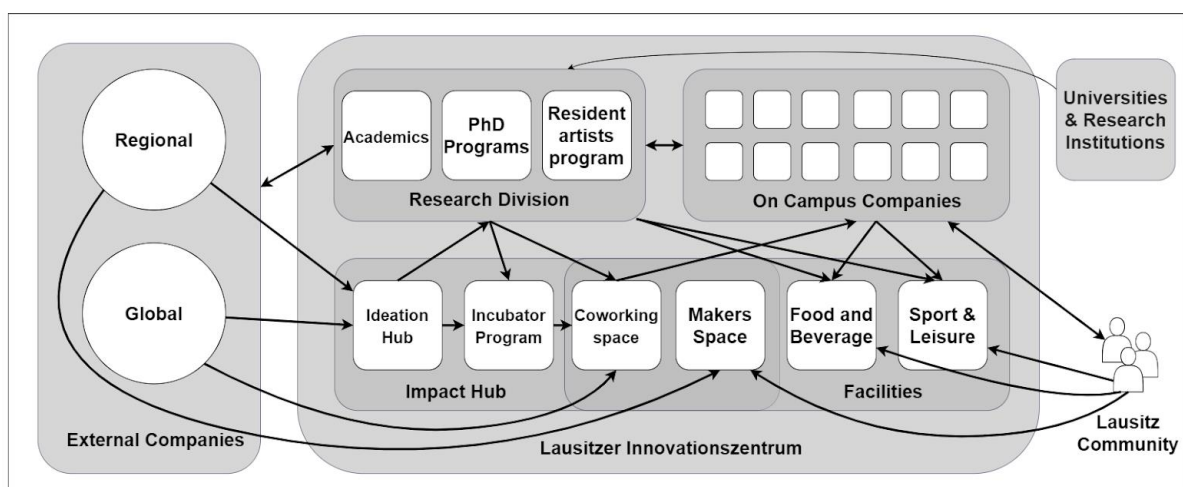 Regional
Global
External Companies
Academics
PhD
Programs
Resident
artists
program
Research Division
On Campus Companies
Universities
& Research
Institutions
Ideation
Hub
Incubator
Program
Coworking
space
Makers
Space
Food and
Beverage
Sport &
Leisure
Impact Hub
Facilities
Lausitzer Innovationszentrum
Lausitz
Community